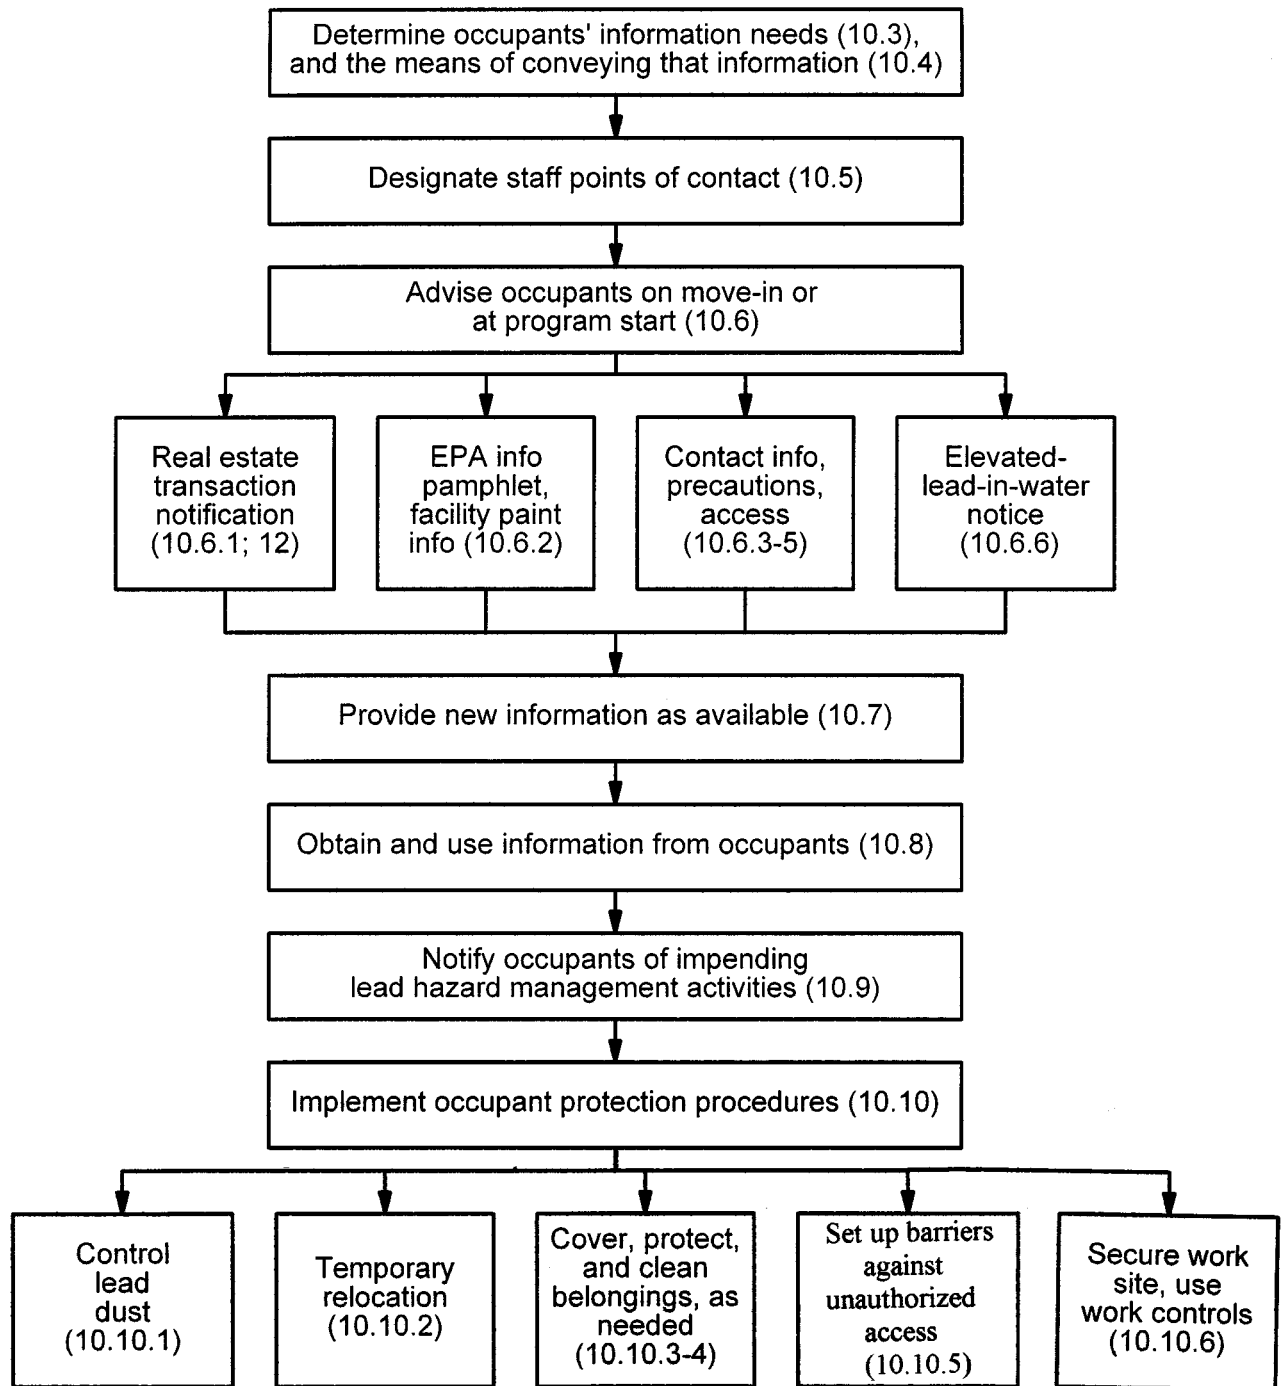 Determine occupants' information needs (10.3),
and the means of conveying that information (10.4)
Designate staff points of contact (10.5)
Advise occupants on move-in or
at program start (10.6)
Real estate
transaction
notification
(10.6.1; 12)
EPA info
pamphlet,
facility paint
info (10.6.2)
Contact info,
precautions,
access
(10.6.3-5)
Elevated-
lead-in-water
notice
(10.6.6)
Provide new information as available (10.7)
Obtain and use information from occupants (10.8)
Notify occupants of impending
lead hazard management activities (10.9)
Implement occupant protection procedures (10.10)
Control
lead
dust
(10.10.1)
Temporary
relocation
(10.10.2)
Cover, protect,
and clean
belongings, as
needed
(10.10.3-4)
Set up barriers
against
unauthorized
access
(10.10.5)
Secure work
site, use
work controls
(10.10.6)